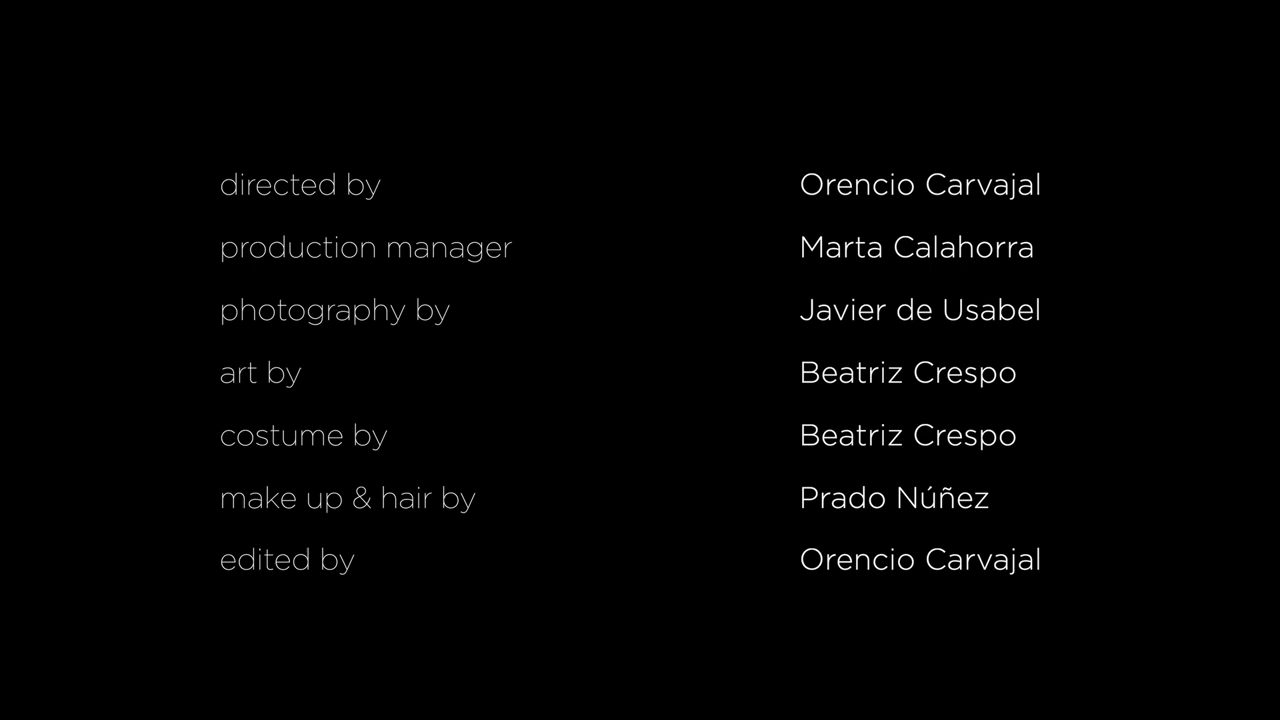 directed by Orencio Carvajal
production manager Marta Calahorra
photography by Javier de Usabel
art by Beatriz Crespo
costume by Beatriz Crespo
make up & hair by Prado Núñez
edited by Orencio Carvajal